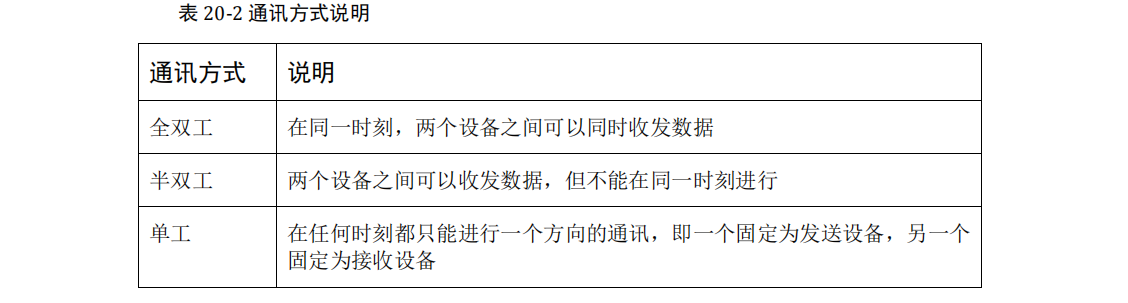 表 20-2 通讯方式说明
通讯方式 说明
全双工 在同一时刻，两个设备之间可以同时收发数据
半双工 两个设备之间可以收发数据，但不能在同一时刻进行
单工 在任何时刻都只能进行一个方向的通讯，即一个固定为发送设备，另一个
固定为接收设备